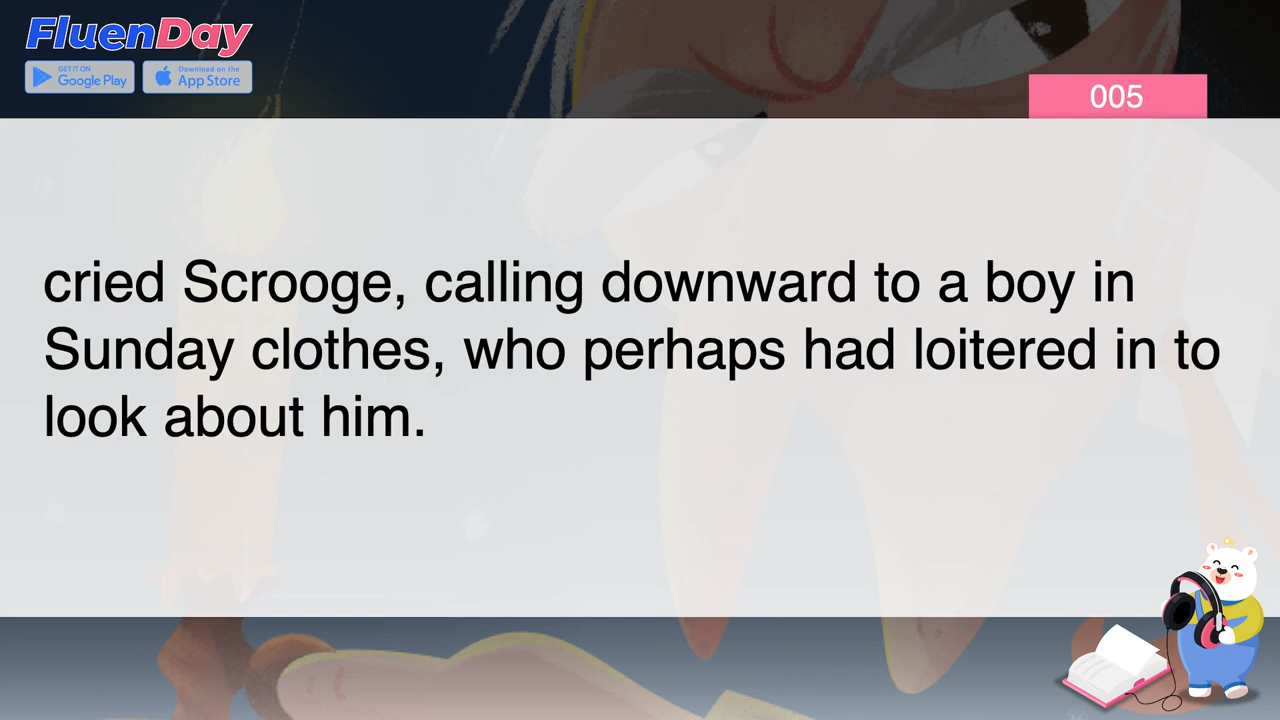 FluenDay
GET IT ON
Google Play
Download on the
App Store
005
cried Scrooge, calling downward to a boy in
Sunday clothes, who perhaps had loitered in to
look about him.